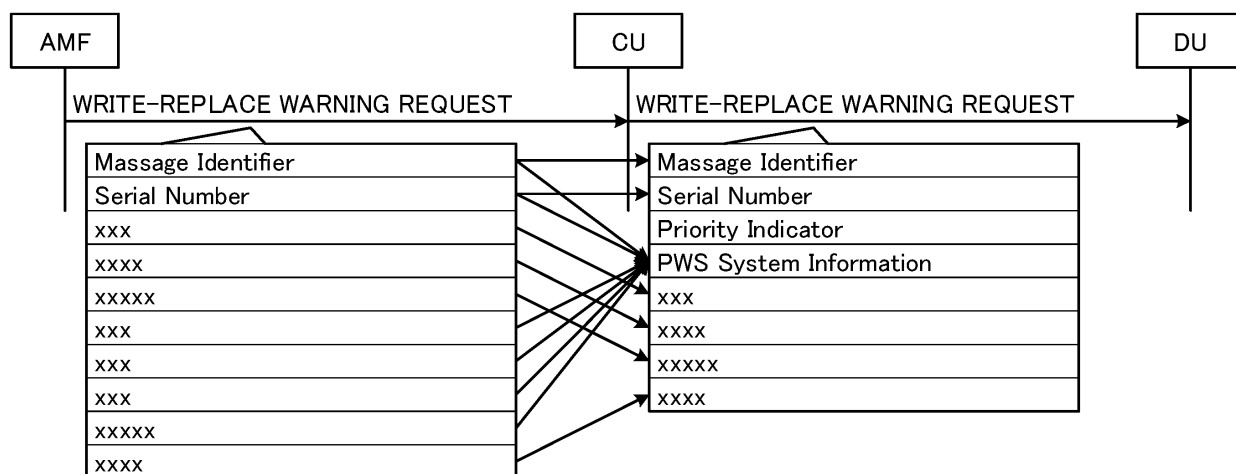 AMF
CU
DU
WRITE-REPLACE WARNING REQUEST
WRITE-REPLACE WARNING REQUEST
Massage Identifier
Serial Number
xxx
xxxx
xxxxx
xxx
xxx
xxx
xxxxx
xxxx
Massage Identifier
Serial Number
Priority Indicator
PWS System Information
xxx
xxxx
xxxxx
xxxx